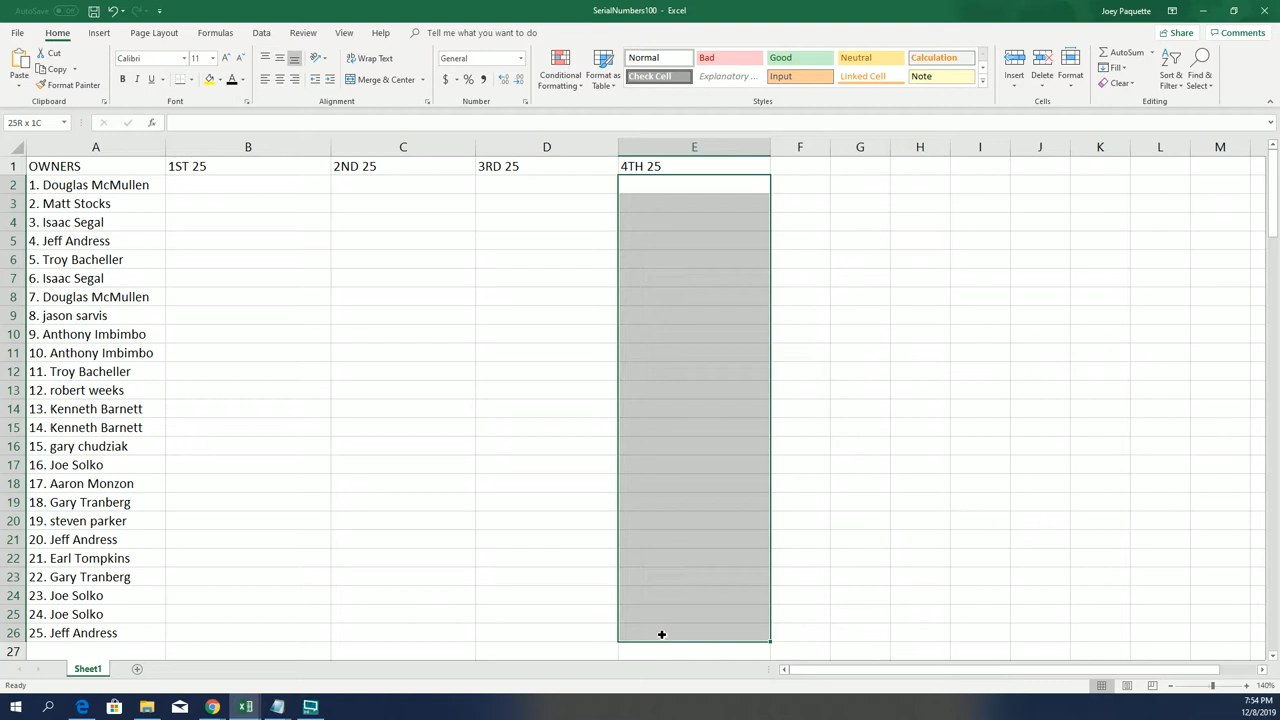 AutoSave Off SerialNumbers100 - Excel Joey Paquette
File Home Insert Page Layout Formulas Data Review View Help Tell me what you want to do Share Comments
Paste Cut Copy Format Painter Clipboard
Calibri 11 B I U A A Font
Wrap Text Merge & Center Alignment
General $ % , Number
Conditional Formatting Format as Table
Normal Bad Good Neutral Calculation
Check Cell Explanatory ... Input Linked Cell Note
Styles
Insert Delete Format Cells
AutoSum Fill Clear Sort & Filter Find & Select Editing
25R x 1C fx
A B C D E F G H I J K L M
1 OWNERS 1ST 25 2ND 25 3RD 25 4TH 25
2 1. Douglas McMullen
3 2. Matt Stocks
4 3. Isaac Segal
5 4. Jeff Andress
6 5. Troy Bacheller
7 6. Isaac Segal
8 7. Douglas McMullen
9 8. jason sarvis
10 9. Anthony Imbimbo
11 10. Anthony Imbimbo
12 11. Troy Bacheller
13 12. robert weeks
14 13. Kenneth Barnett
15 14. Kenneth Barnett
16 15. gary chudziak
17 16. Joe Solko
18 17. Aaron Monzon
19 18. Gary Tranberg
20 19. steven parker
21 20. Jeff Andress
22 21. Earl Tompkins
23 22. Gary Tranberg
24 23. Joe Solko
25 24. Joe Solko
26 25. Jeff Andress
27
Sheet1
Ready 140%
7:54 PM
12/8/2019